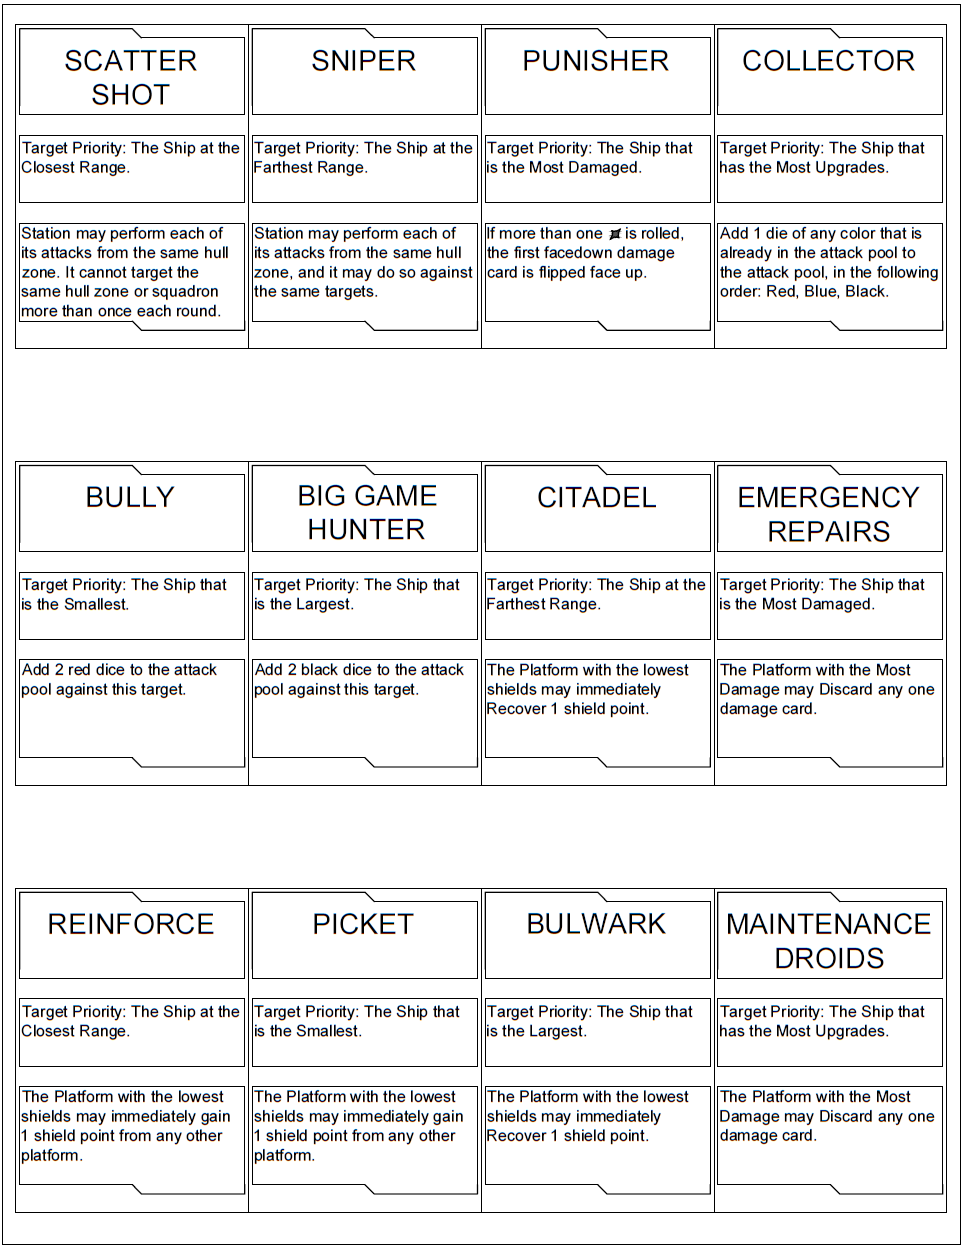 SCATTER
SHOT
Target Priority: The Ship at the
Closest Range.
Station may perform each of
its attacks from the same hull
zone. It cannot target the
same hull zone or squadron
more than once each round.
SNIPER
Target Priority: The Ship at the
Farthest Range.
Station may perform each of
its attacks from the same hull
zone, and it may do so against
the same targets.
PUNISHER
Target Priority: The Ship that
is the Most Damaged.
If more than one is rolled,
the first facedown damage
card is flipped face up.
COLLECTOR
Target Priority: The Ship that
has the Most Upgrades.
Add 1 die of any color that is
already in the attack pool to
the attack pool, in the following
order: Red, Blue, Black.
BULLY
Target Priority: The Ship that
is the Smallest.
Add 2 red dice to the attack
pool against this target.
BIG GAME
HUNTER
Target Priority: The Ship that
is the Largest.
Add 2 black dice to the attack
pool against this target.
CITADEL
Target Priority: The Ship at the
Farthest Range.
The Platform with the lowest
shields may immediately
Recover 1 shield point.
EMERGENCY
REPAIRS
Target Priority: The Ship that
is the Most Damaged.
The Platform with the Most
Damage may Discard any one
damage card.
REINFORCE
Target Priority: The Ship at the
Closest Range.
The Platform with the lowest
shields may immediately gain
1 shield point from any other
platform.
PICKET
Target Priority: The Ship that
is the Smallest.
The Platform with the lowest
shields may immediately gain
1 shield point from any other
platform.
BULWARK
Target Priority: The Ship that
is the Largest.
The Platform with the lowest
shields may immediately
Recover 1 shield point.
MAINTENANCE
DROIDS
Target Priority: The Ship that
has the Most Upgrades.
The Platform with the Most
Damage may Discard any one
damage card.